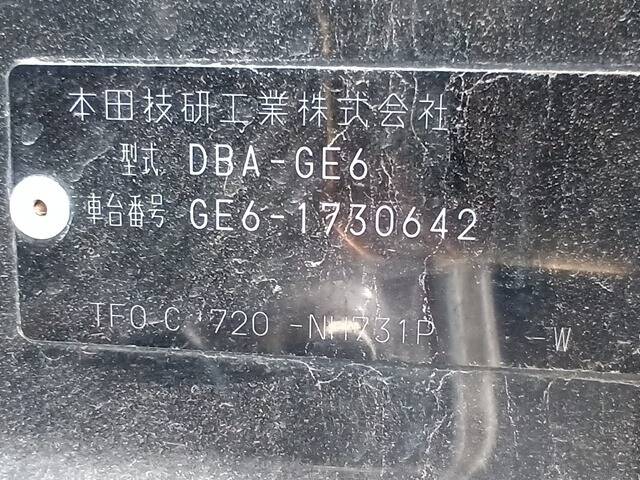 本田技研工業株式会社
型式 DBA-GE6
車台番号 GE6-1730642
TF0-C 720 -NH731P -W